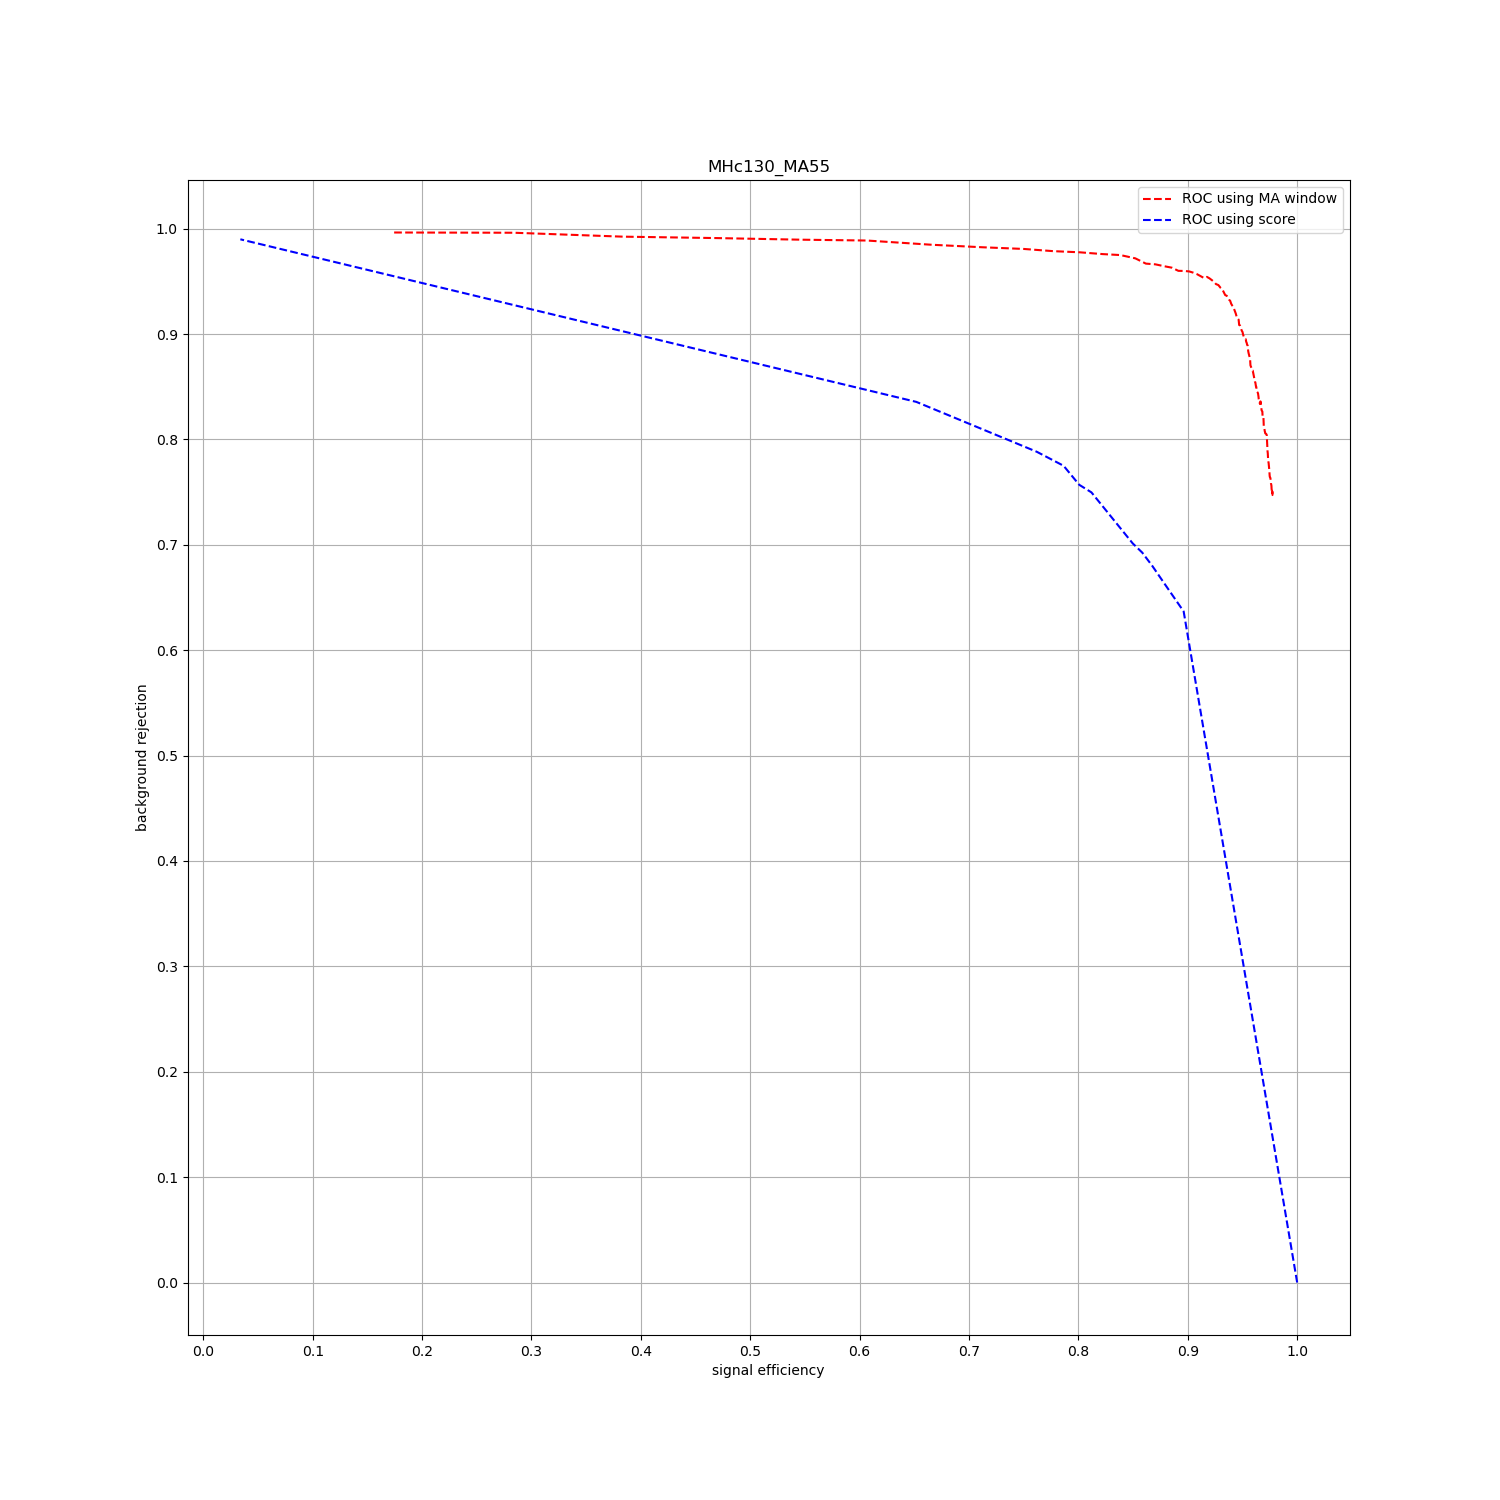 MHc130_MA55
ROC using MA window
ROC using score
1.0
0.9
0.8
0.7
0.6
0.5
0.4
0.3
0.2
0.1
0.0
background rejection
0.0 0.1 0.2 0.3 0.4 0.5 0.6 0.7 0.8 0.9 1.0
signal efficiency